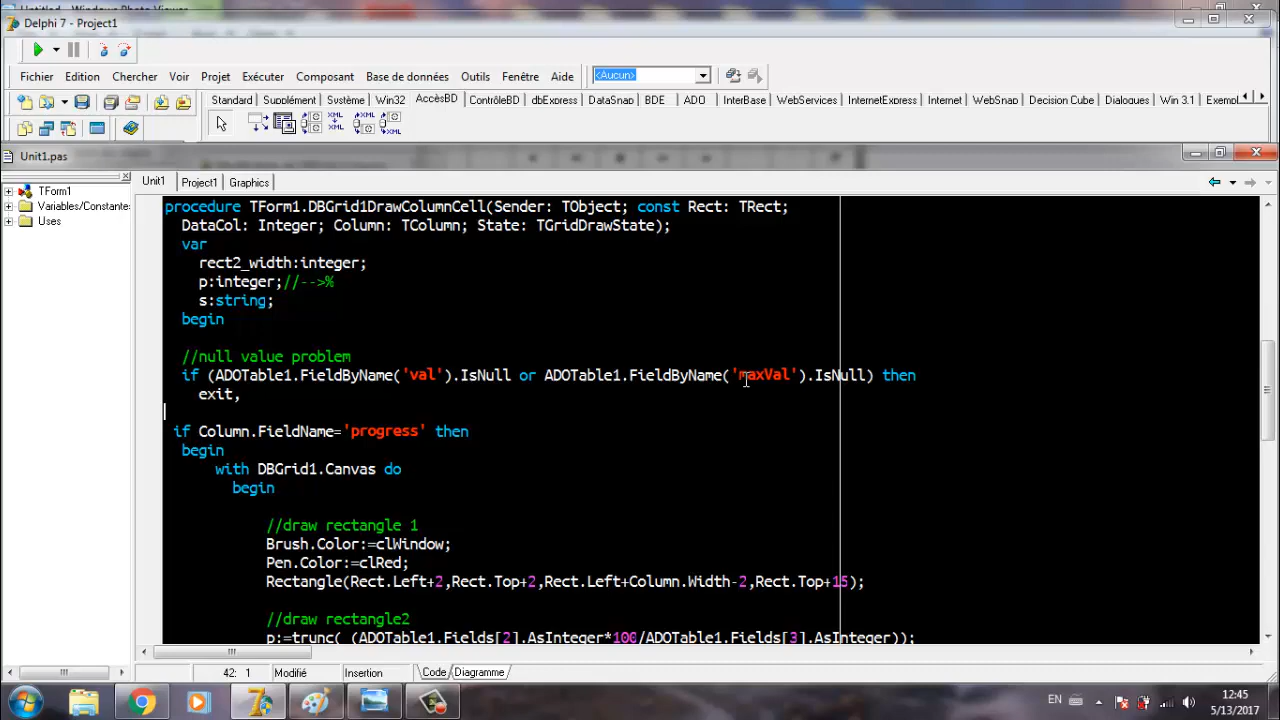 Untitled - Windows Photo Viewer
Delphi 7 - Project1
Fichier Edition Chercher Voir Projet Exécuter Composant Base de données Outils Fenêtre Aide <Aucun>
Standard Supplément Système Win32 AccèsBD ContrôleBD dbExpress DataSnap BDE ADO InterBase WebServices InternetExpress Internet WebSnap Decision Cube Dialogues Win 3.1 Exempl
Unit1.pas
Unit1 Project1 Graphics
TForm1
Variables/Constante:
Uses
procedure TForm1.DBGrid1DrawColumnCell(Sender: TObject; const Rect: TRect;
DataCol: Integer; Column: TColumn; State: TGridDrawState);
var
rect2_width:integer;
p:integer;//-->%
s:string;
begin
//null value problem
if (ADOTable1.FieldByName('val').IsNull or ADOTable1.FieldByName('maxVal').IsNull) then
exit,
if Column.FieldName='progress' then
begin
with DBGrid1.Canvas do
begin
//draw rectangle 1
Brush.Color:=clWindow;
Pen.Color:=clRed;
Rectangle(Rect.Left+2,Rect.Top+2,Rect.Left+Column.Width-2,Rect.Top+15);
//draw rectangle2
p:=trunc( (ADOTable1.Fields[2].AsInteger*100/ADOTable1.Fields[3].AsInteger));
42: 1 Modifié Insertion Code Diagramme
EN 12:45
5/13/2017